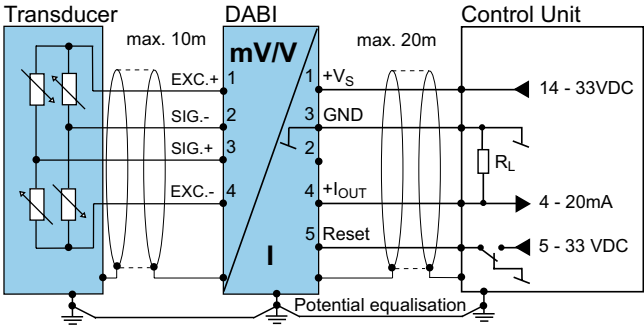 Transducer
DABI
Control Unit
max. 10m
mV/V
max. 20m
EXC.+
1
1
+VS
14 - 33VDC
SIG.-
2
3
GND
SIG.+
3
2
RL
EXC.-
4
4
+IOUT
4 - 20mA
5
Reset
5 - 33 VDC
I
Potential equalisation